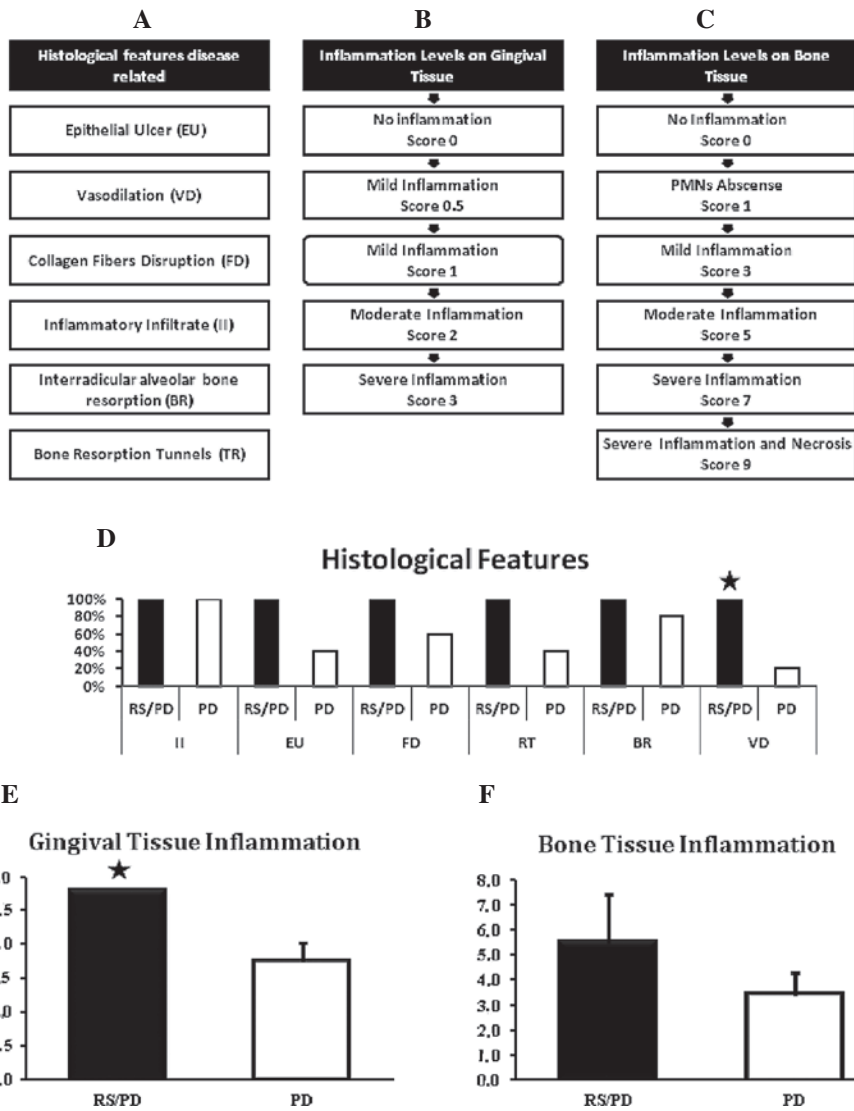 A
Histological features disease
related
Epithelial Ulcer (EU)
Vasodilation (VD)
Collagen Fibers Disruption (FD)
Inflammatory Infiltrate (II)
Interradicular alveolar bone
resorption (BR)
Bone Resorption Tunnels (TR)
B
Inflammation Levels on Gingival
Tissue
No inflammation
Score 0
Mild Inflammation
Score 0.5
Mild Inflammation
Score 1
Moderate Inflammation
Score 2
Severe Inflammation
Score 3
C
Inflammation Levels on Bone
Tissue
No Inflammation
Score 0
PMNs Abscense
Score 1
Mild Inflammation
Score 3
Moderate Inflammation
Score 5
Severe Inflammation
Score 7
Severe Inflammation and Necrosis
Score 9
D
Histological Features
100%
80%
60%
40%
20%
0%
RS/PD PD RS/PD PD RS/PD PD RS/PD PD RS/PD PD RS/PD PD
II EU FD RT BR VD
E
Gingival Tissue Inflammation
.0
.5
.0
.5
.0
.5
.0
RS/PD PD
F
Bone Tissue Inflammation
8.0
7.0
6.0
5.0
4.0
3.0
2.0
1.0
0.0
RS/PD PD